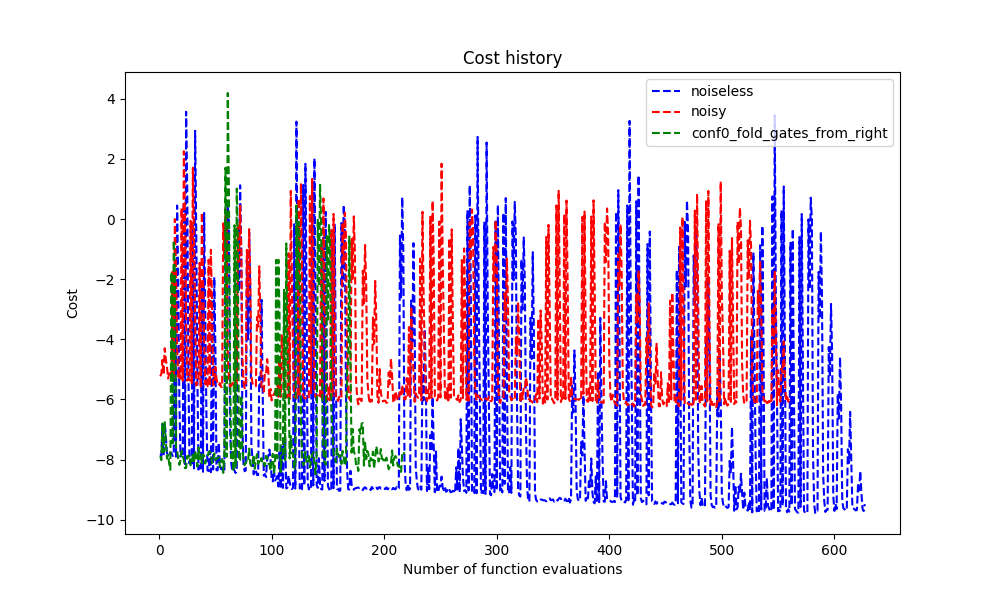 Cost history
noiseless
noisy
conf0_fold_gates_from_right
Cost
4
2
0
−2
−4
−6
−8
−10
0 100 200 300 400 500 600
Number of function evaluations